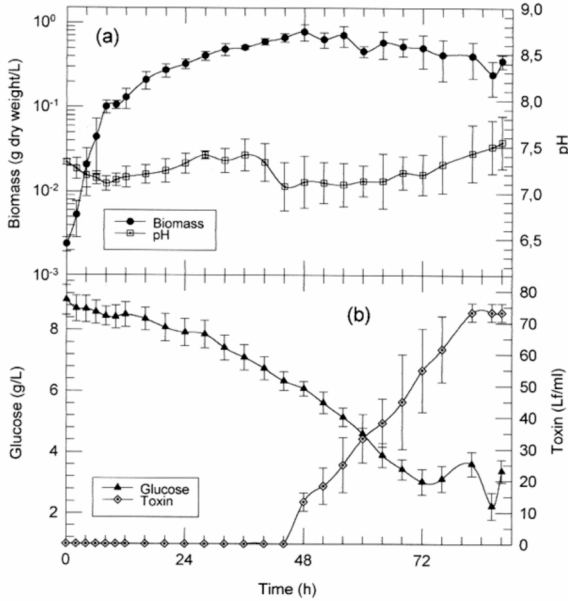 (a)
10⁰
10⁻¹
10⁻²
10⁻³
Biomass (g dry weight/L)
9,0
8,5
8,0
7,5
7,0
6,5
pH
Biomass
pH
(b)
8
6
4
2
Glucose (g/L)
80
70
60
50
40
30
20
10
0
Toxin (Lf/ml)
Glucose
Toxin
0
24
48
72
Time (h)